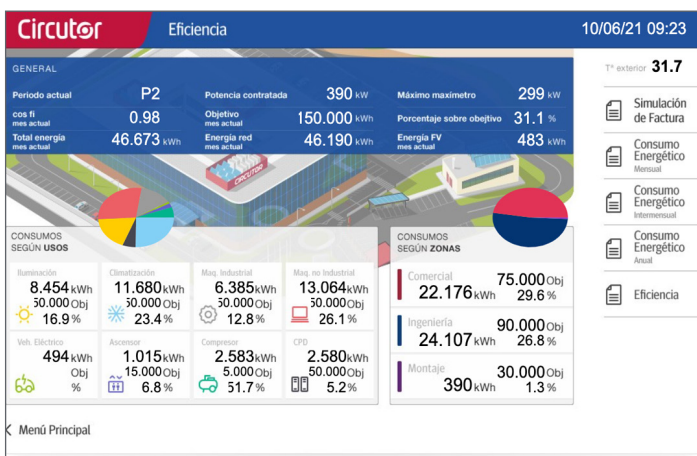 Circutor
Eficiencia
10/06/21 09:23
GENERAL
Tª exterior 31.7
Periodo actual P2
Potencia contratada 390 kW
Máximo maxímetro 299 kW
cos fi
mes actual
0.98
Objetivo
mes actual
150.000 kWh
Porcentaje sobre obejtivo 31.1 %
Total energía
mes actual
46.673 kWh
Energía red
mes actual
46.190 kWh
Energía FV
mes actual
483 kWh
Simulación
de Factura
Consumo
Energético
Mensual
Consumo
Energético
Intermensual
Consumo
Energético
Anual
Eficiencia
CIRCUTOR
CONSUMOS
SEGÚN USOS
Iluminación
8.454 kWh
50.000 Obj
16.9 %
Climatización
11.680 kWh
50.000 Obj
23.4 %
Maq. Industrial
6.385 kWh
50.000 Obj
12.8 %
Maq. no Industrial
13.064 kWh
50.000 Obj
26.1 %
Veh. Eléctrico
494 kWh
Obj
%
Ascensor
1.015 kWh
15.000 Obj
6.8 %
Compresor
2.583 kWh
5.000 Obj
51.7 %
CPD
2.580 kWh
50.000 Obj
5.2 %
CONSUMOS
SEGÚN ZONAS
Comercial 75.000 Obj
22.176 kWh 29.6 %
Ingeniería 90.000 Obj
24.107 kWh 26.8 %
Montaje 30.000 Obj
390 kWh 1.3 %
Menú Principal